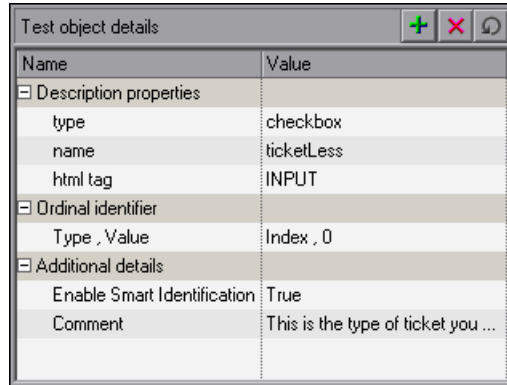 Test object details
Name Value
Description properties
type checkbox
name ticketLess
html tag INPUT
Ordinal identifier
Type , Value Index , 0
Additional details
Enable Smart Identification True
Comment This is the type of ticket you ...